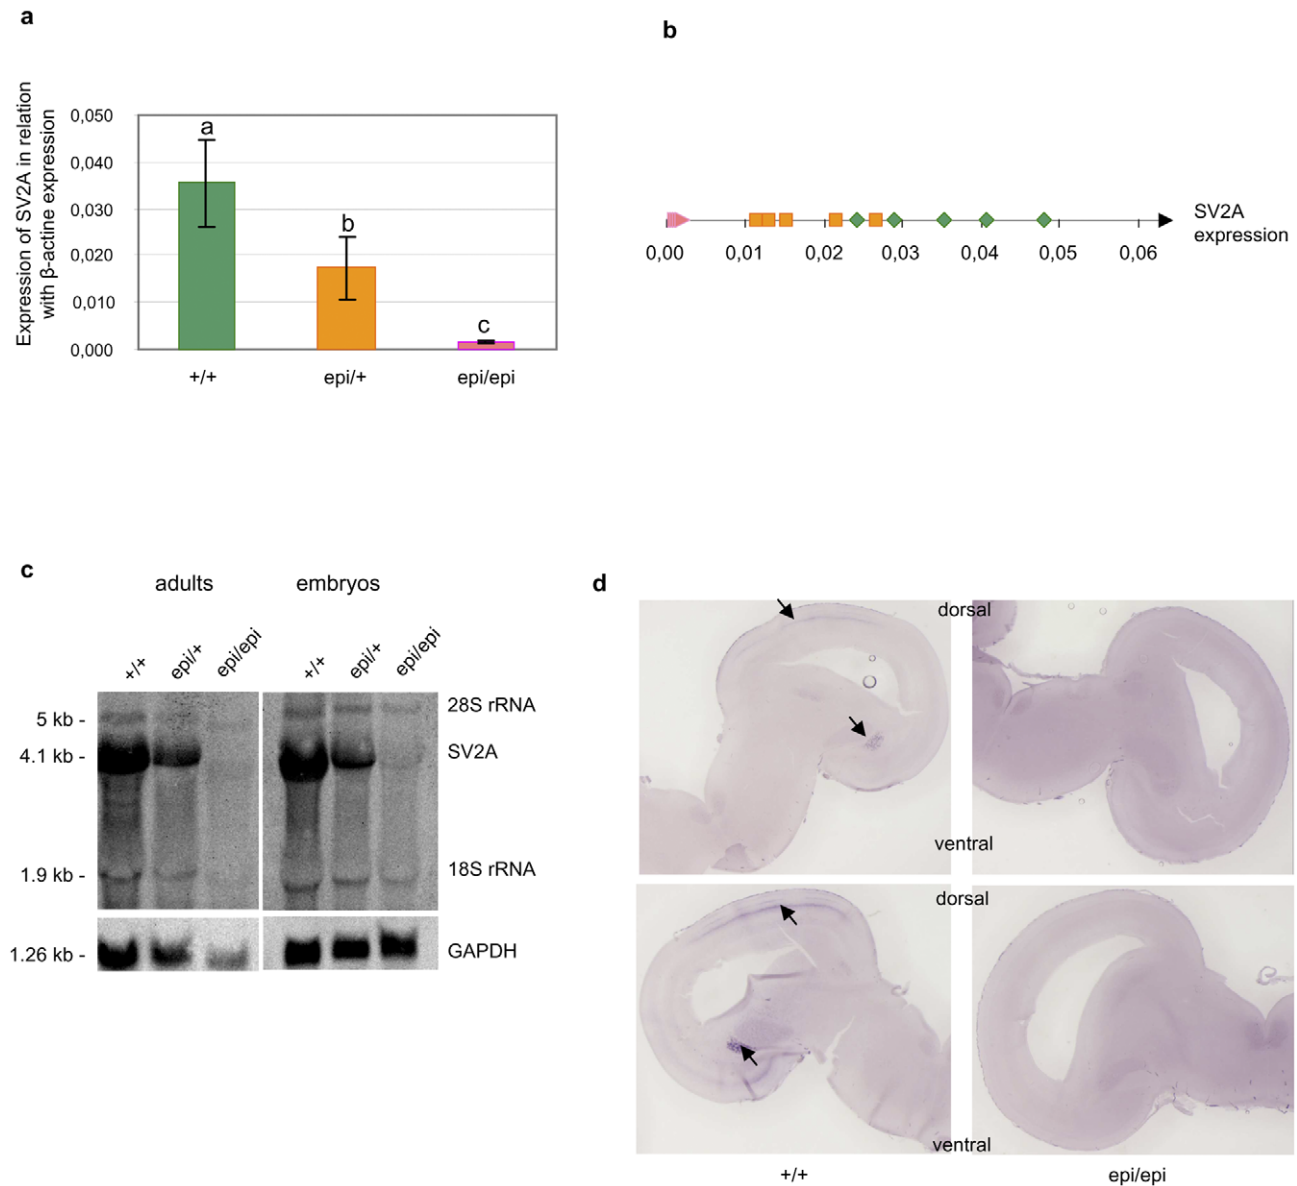 a
Expression of SV2A in relation
with β-actine expression
0,050
0,040
0,030
0,020
0,010
0,000
a
b
c
+/+ epi/+ epi/epi
b
SV2A
expression
0,00 0,01 0,02 0,03 0,04 0,05 0,06
c
adults embryos
+/+ epi/+ epi/epi +/+ epi/+ epi/epi
5 kb -
4.1 kb -
1.9 kb -
1.26 kb -
28S rRNA
SV2A
18S rRNA
GAPDH
d
dorsal
ventral
dorsal
ventral
+/+ epi/epi